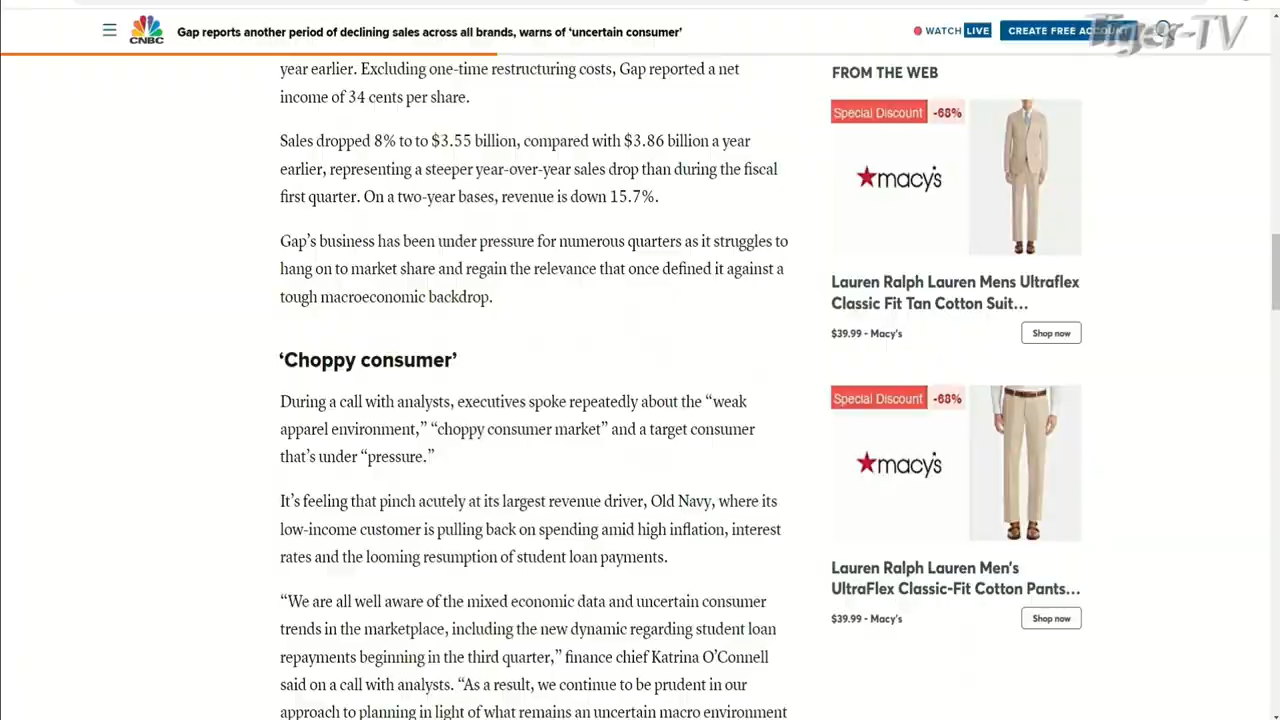 CNBC
Gap reports another period of declining sales across all brands, warns of ‘uncertain consumer’
WATCH LIVE
CREATE FREE ACCOUNT
Tiger-TV
year earlier. Excluding one-time restructuring costs, Gap reported a net
income of 34 cents per share.
Sales dropped 8% to to $3.55 billion, compared with $3.86 billion a year
earlier, representing a steeper year-over-year sales drop than during the fiscal
first quarter. On a two-year bases, revenue is down 15.7%.
Gap’s business has been under pressure for numerous quarters as it struggles to
hang on to market share and regain the relevance that once defined it against a
tough macroeconomic backdrop.
‘Choppy consumer’
During a call with analysts, executives spoke repeatedly about the “weak
apparel environment,” “choppy consumer market” and a target consumer
that’s under “pressure.”
It’s feeling that pinch acutely at its largest revenue driver, Old Navy, where its
low-income customer is pulling back on spending amid high inflation, interest
rates and the looming resumption of student loan payments.
“We are all well aware of the mixed economic data and uncertain consumer
trends in the marketplace, including the new dynamic regarding student loan
repayments beginning in the third quarter,” finance chief Katrina O’Connell
said on a call with analysts. “As a result, we continue to be prudent in our
approach to planning in light of what remains an uncertain macro environment
FROM THE WEB
Special Discount -68%
macy’s
Lauren Ralph Lauren Mens Ultraflex
Classic Fit Tan Cotton Suit...
$39.99 - Macy’s
Shop now
Special Discount -68%
macy’s
Lauren Ralph Lauren Men’s
UltraFlex Classic-Fit Cotton Pants...
$39.99 - Macy’s
Shop now